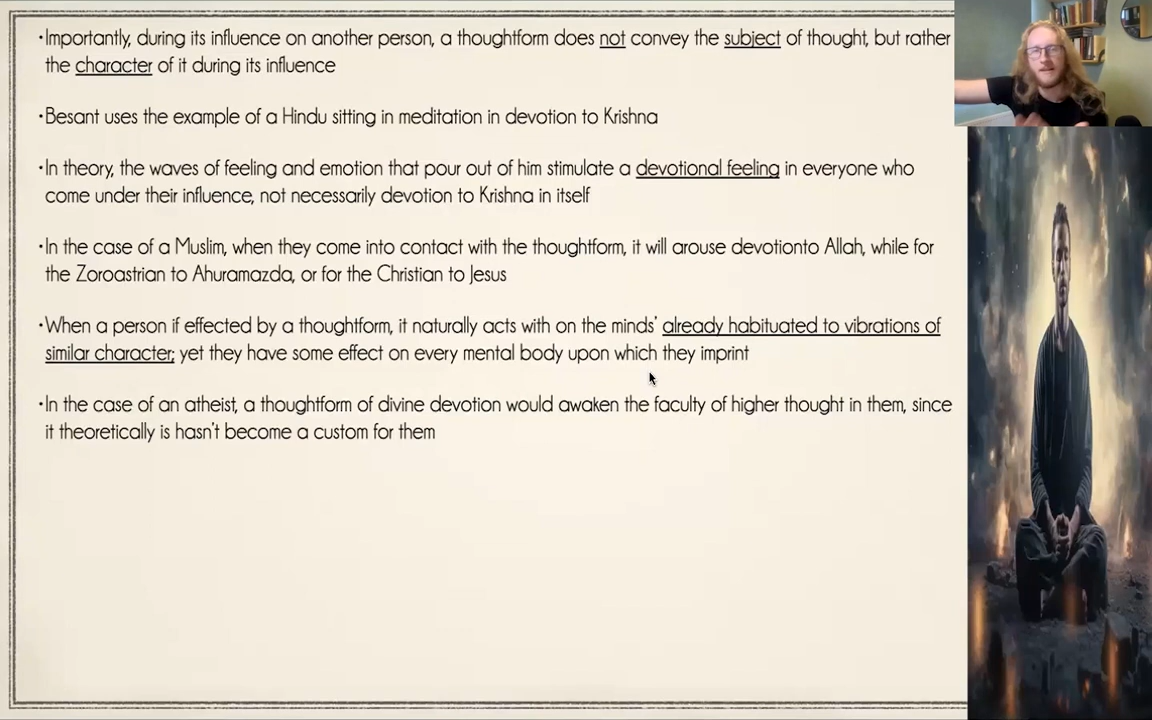 •Importantly, during its influence on another person, a thoughtform does not convey the subject of thought, but rather
the character of it during its influence
•Besant uses the example of a Hindu sitting in meditation in devotion to Krishna
•In theory, the waves of feeling and emotion that pour out of him stimulate a devotional feeling in everyone who
come under their influence, not necessarily devotion to Krishna in itself
•In the case of a Muslim, when they come into contact with the thoughtform, it will arouse devotionto Allah, while for
the Zoroastrian to Ahuramazda, or for the Christian to Jesus
•When a person if effected by a thoughtform, it naturally acts with on the minds' already habituated to vibrations of
similar character; yet they have some effect on every mental body upon which they imprint
•In the case of an atheist, a thoughtform of divine devotion would awaken the faculty of higher thought in them, since
it theoretically is hasn't become a custom for them